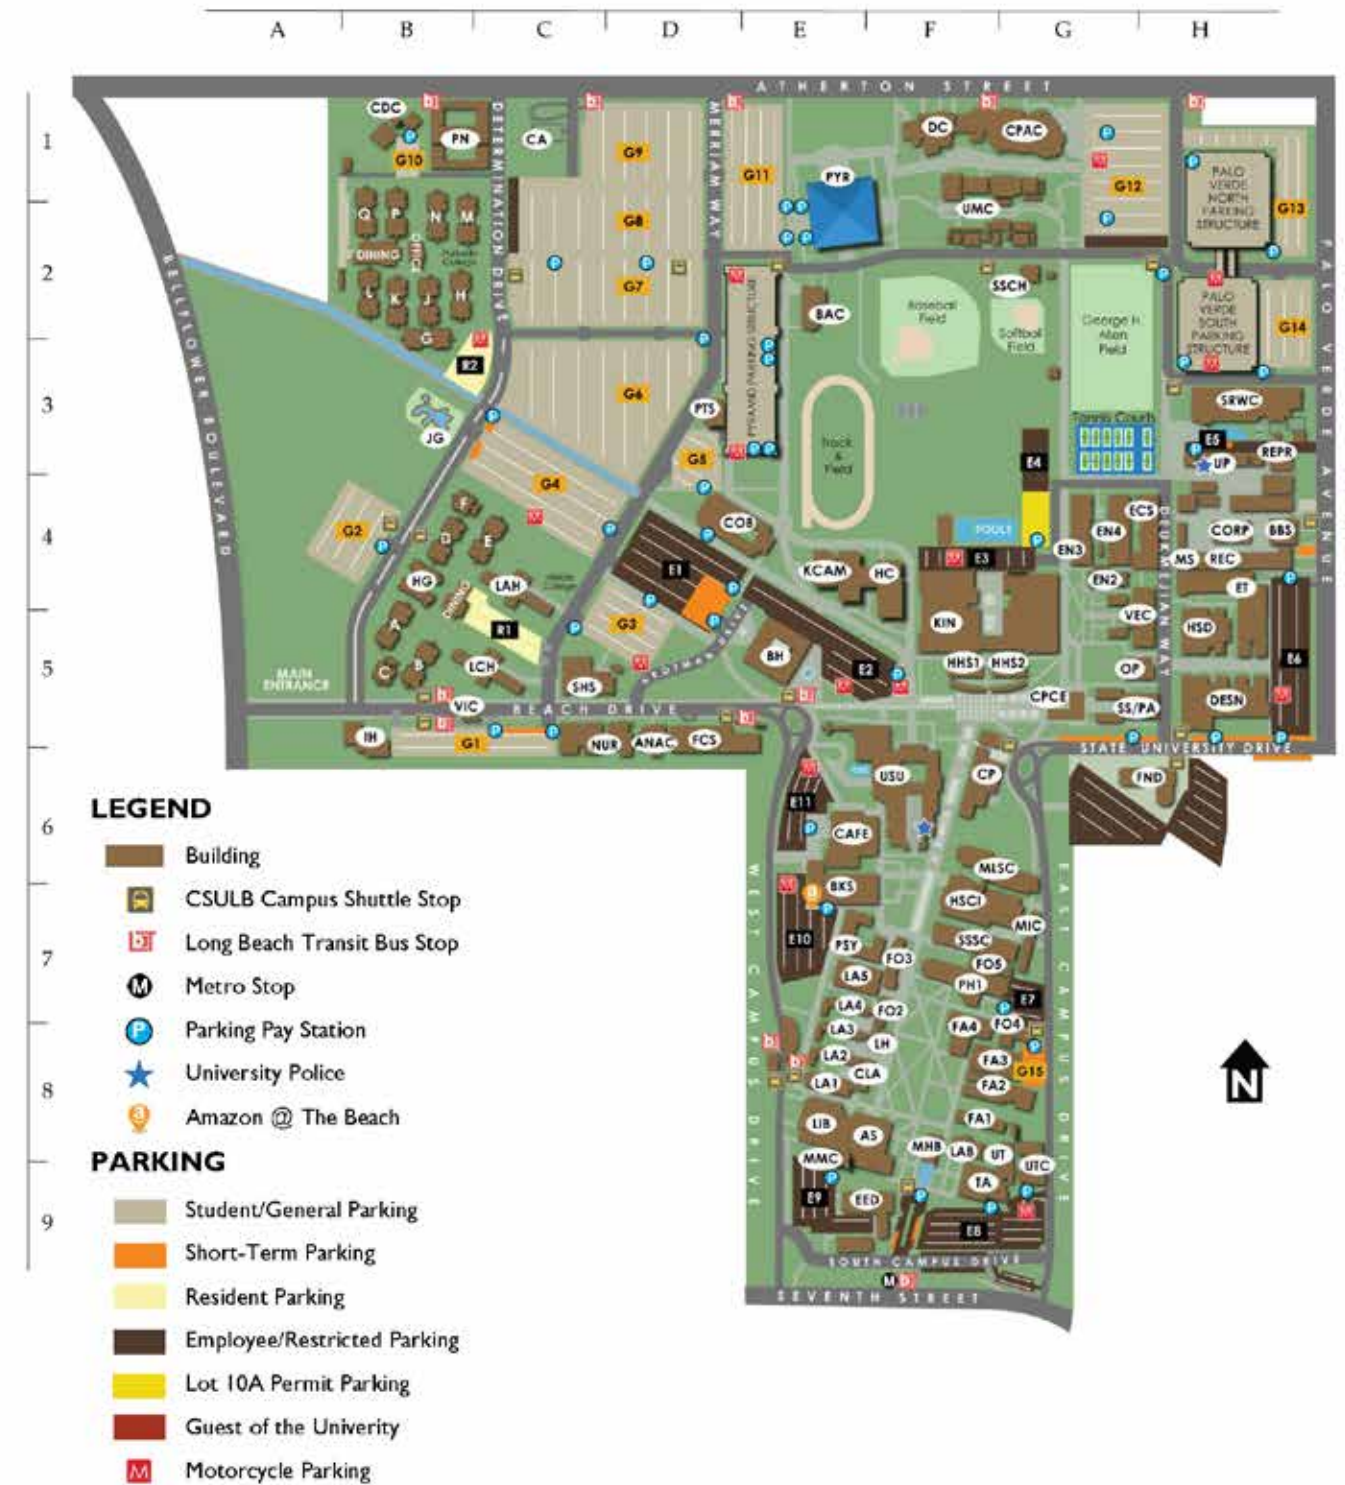 A B C D E F G H
1
2
3
4
5
6
7
8
9
ATHERTON STREET
BELLFLOWER BOULEVARD
DETERMINATION DRIVE
MERRIAM WAY
PALO VERDE AVENUE
CDC
PN
G10
CA
G9
G11
PYR
DC
CPAC
UMC
G12
PALO
VERDE
NORTH
PARKING
STRUCTURE
G13
Q P N M
G8
DINING
OFFICE
L K J H
G
G7
PYRAMID PARKING STRUCTURE
BAC
Baseball
Field
SSCH
Softball
Field
George H.
Allen
Field
PALO
VERDE
SOUTH
PARKING
STRUCTURE
G14
R2
JG
G6
PTS
G5
Track
&
Field
E4
Tennis Courts
SRWC
E5
UP
REPR
G4
G2
F
D
E
HG
DINING
LAH
R1
A
B
C
LCH
COB
E1
G3
KCAM
HC
POOLS
E3
EN3
EN4
ECS
EN2
VEC
DEUKMEJIAN WAY
CORP
BBS
MS
REC
ET
HSD
E6
KIN
HHS1
HHS2
OP
BH
E2
SHS
MAIN
ENTRANCE
VIC
BEACH DRIVE
CPCE
SS/PA
DESN
STATE UNIVERSITY DRIVE
IH
G1
NUR
ANAC
FCS
FND
USU
CP
E11
CAFE
BKS
E10
MLSC
HSCI
MIC
SSSC
FO5
PH1
E7
PSY
FO3
LA5
LA4
FO2
LA3
LH
LA2
CLA
LA1
FA4
FO4
FA3
FA2
G15
FA1
LIB
AS
MMC
MHB
LAB
UT
UTC
TA
E9
EED
E8
WEST CAMPUS DRIVE
EAST CAMPUS DRIVE
SOUTH CAMPUS DRIVE
SEVENTH STREET
N
LEGEND
Building
CSULB Campus Shuttle Stop
Long Beach Transit Bus Stop
Metro Stop
Parking Pay Station
University Police
Amazon @ The Beach
PARKING
Student/General Parking
Short-Term Parking
Resident Parking
Employee/Restricted Parking
Lot 10A Permit Parking
Guest of the Univerity
Motorcycle Parking